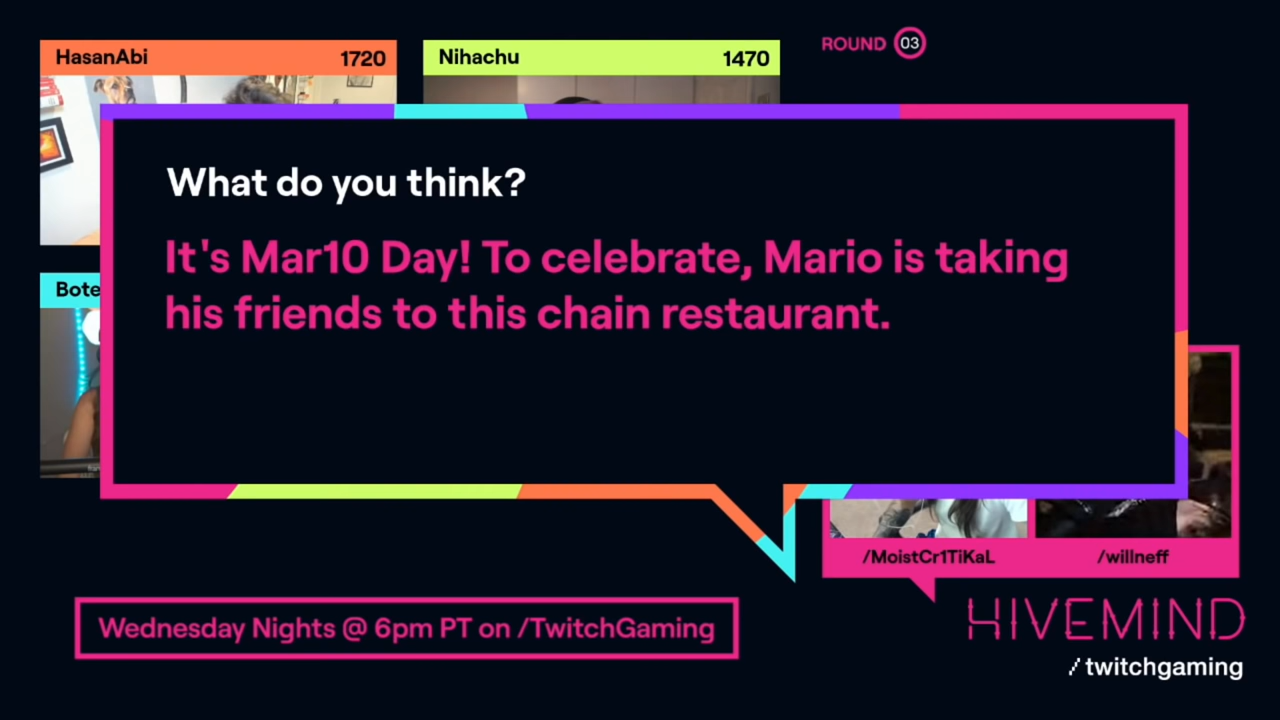 HasanAbi 1720
Nihachu 1470
ROUND 03
What do you think?
It's Mar10 Day! To celebrate, Mario is taking
his friends to this chain restaurant.
Bote
/MoistCr1TiKaL
/willneff
Wednesday Nights @ 6pm PT on /TwitchGaming
HIVEMIND
/twitchgaming